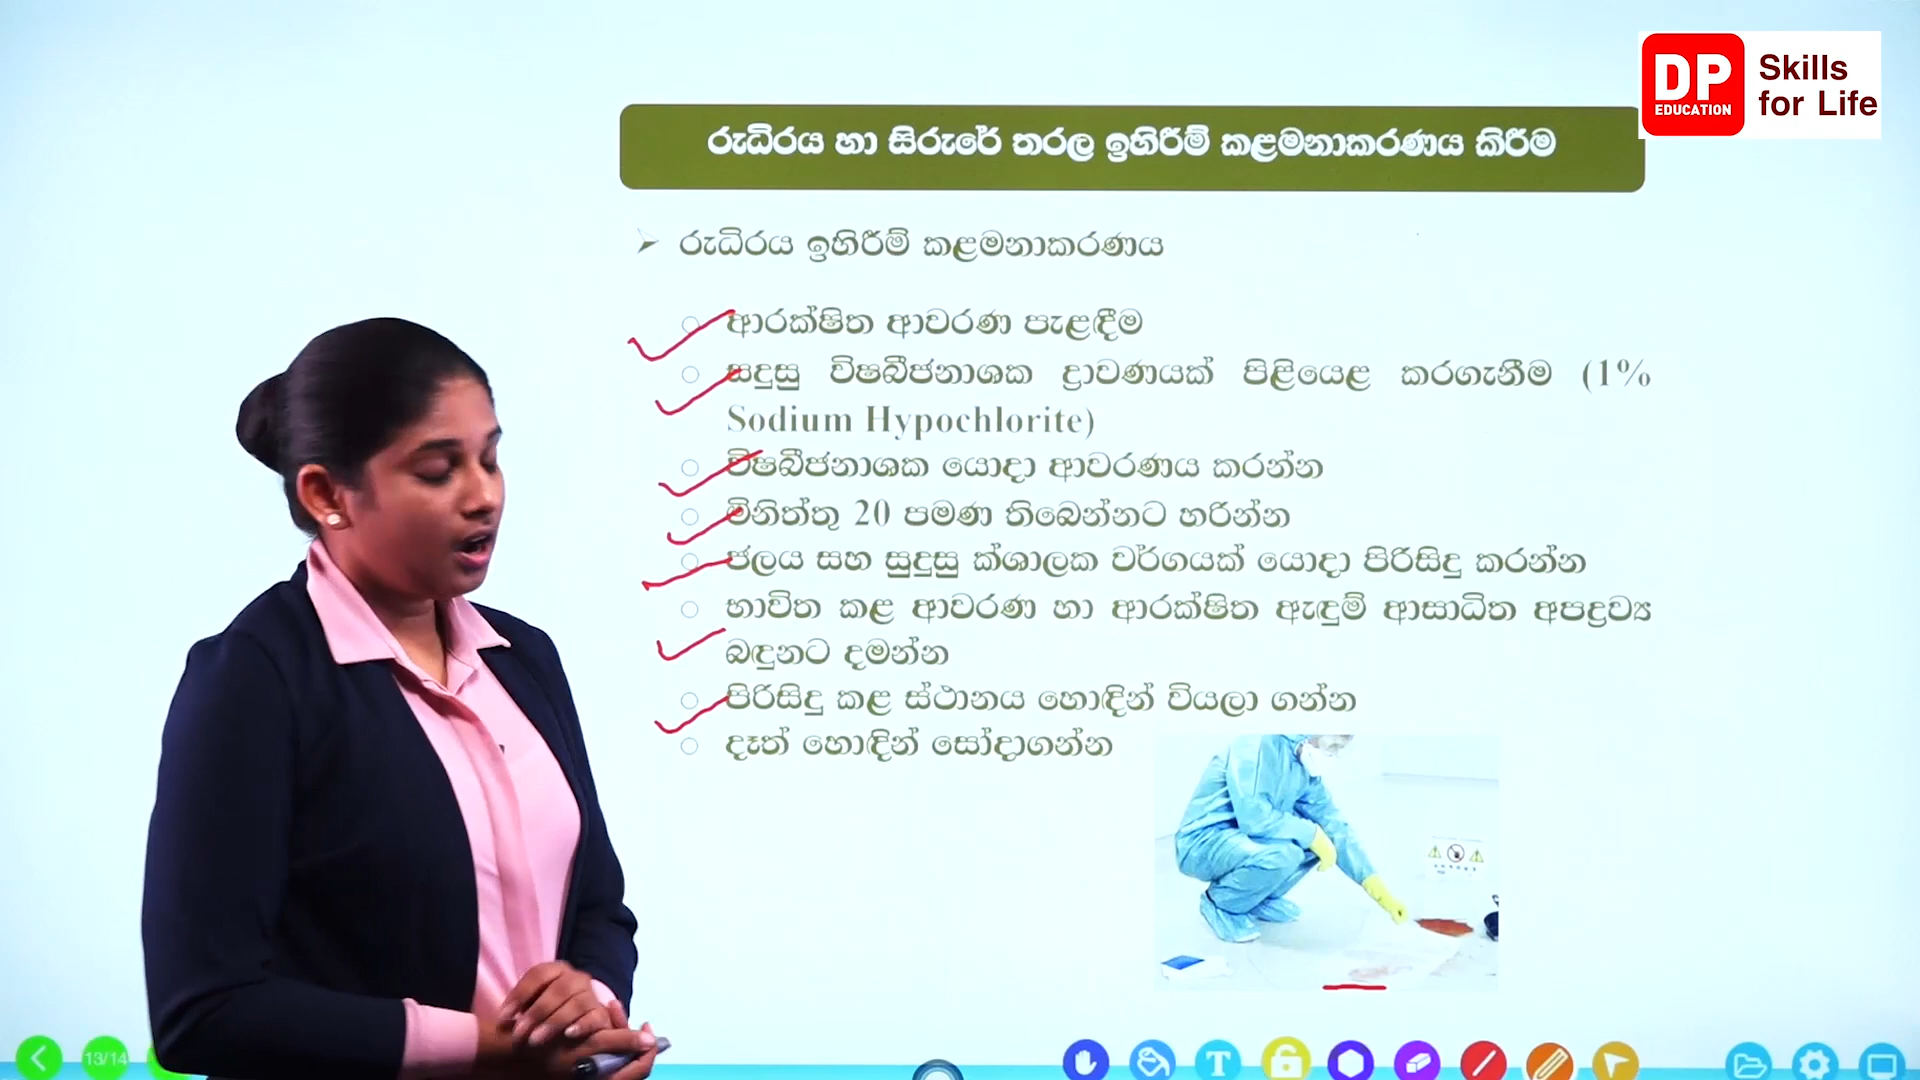 DP
EDUCATION
Skills
for Life
රුධිරය හා සිරුරේ තරල ඉහිරීම් කළමනාකරණය කිරීම
රුධිරය ඉහිරීම් කළමනාකරණය
ආරක්ෂිත ආවරණ පැළඳීම
සදුසු විෂබීජනාශක ද්‍රාවණයක් පිළියෙළ කරගැනීම (1%
Sodium Hypochlorite)
විෂබීජනාශක යොදා ආවරණය කරන්න
විනිත්තු 20 පමණ තිබෙන්නට හරින්න
ජලය සහ සුදුසු ක්ශාලක වර්ගයක් යොදා පිරිසිදු කරන්න
භාවිත කළ ආවරණ හා ආරක්ෂිත ඇඳුම් ආසාධිත අපද්‍රව්‍ය
බඳුනට දමන්න
පිරිසිදු කළ ස්ථානය හොඳින් වියලා ගන්න
දෑත් හොඳින් සෝදාගන්න
13/14